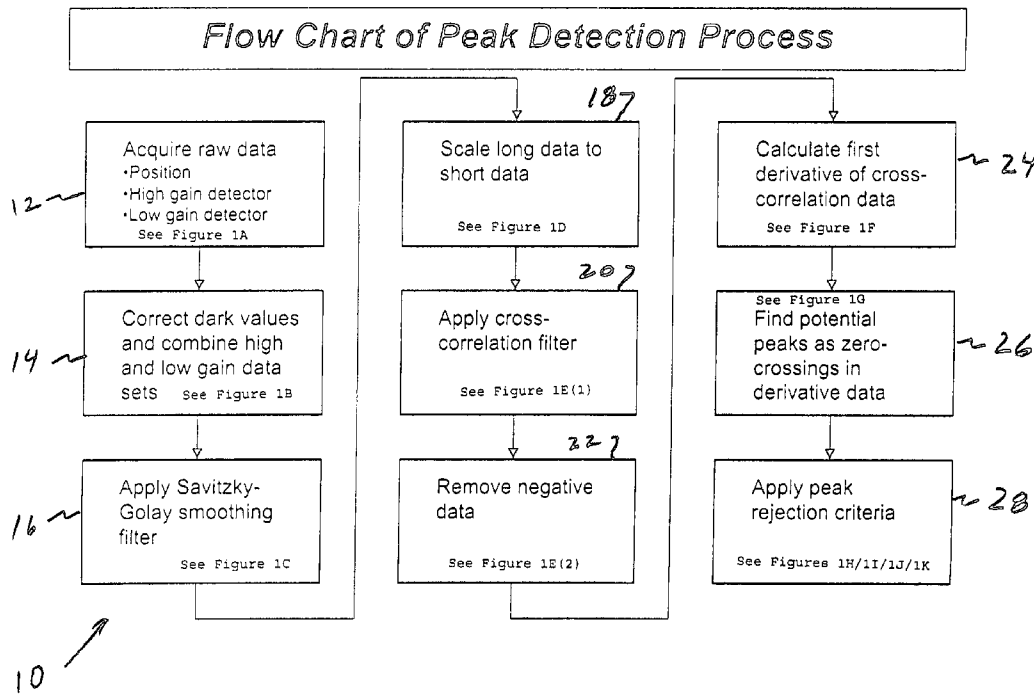 Flow Chart of Peak Detection Process
12
Acquire raw data
•Position
•High gain detector
•Low gain detector
See Figure 1A
14
Correct dark values
and combine high
and low gain data
sets See Figure 1B
16
Apply Savitzky-
Golay smoothing
filter
See Figure 1C
10
18
Scale long data to
short data
See Figure 1D
20
Apply cross-
correlation filter
See Figure 1E(1)
22
Remove negative
data
See Figure 1E(2)
24
Calculate first
derivative of cross-
correlation data
See Figure 1F
26
See Figure 1G
Find potential
peaks as zero-
crossings in
derivative data
28
Apply peak
rejection criteria
See Figures 1H/1I/1J/1K